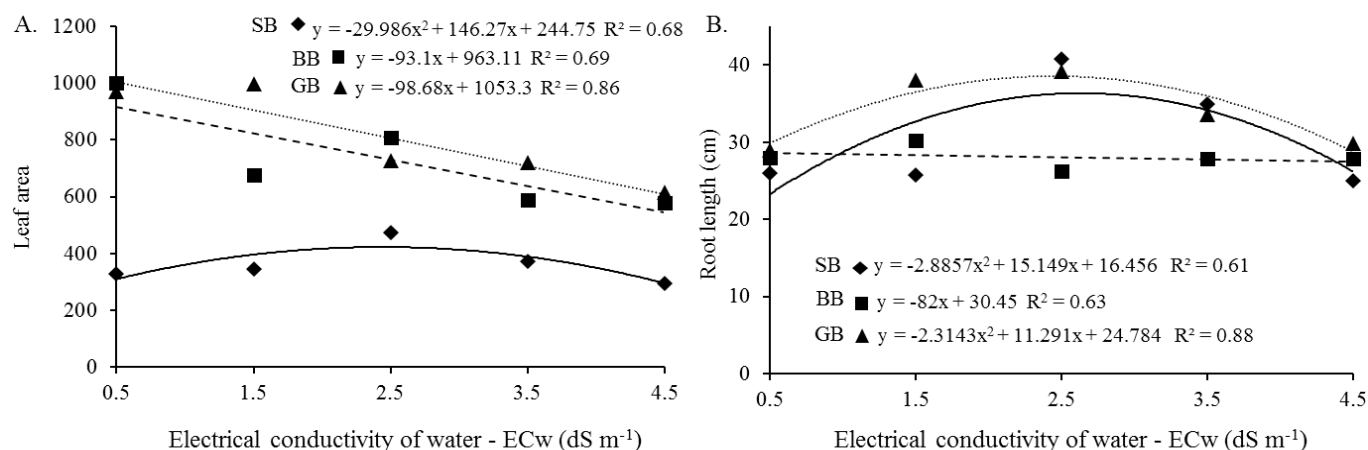 A.
SB ◆ y = -29.986x² + 146.27x + 244.75 R² = 0.68
BB ■ y = -93.1x + 963.11 R² = 0.69
GB ▲ y = -98.68x + 1053.3 R² = 0.86
Leaf area
1200
1000
800
600
400
200
0
0.5 1.5 2.5 3.5 4.5
Electrical conductivity of water - ECw (dS m⁻¹)
B.
Root length (cm)
40
30
20
10
0
SB ◆ y = -2.8857x² + 15.149x + 16.456 R² = 0.61
BB ■ y = -82x + 30.45 R² = 0.63
GB ▲ y = -2.3143x² + 11.291x + 24.784 R² = 0.88
0.5 1.5 2.5 3.5 4.5
Electrical conductivity of water - ECw (dS m⁻¹)